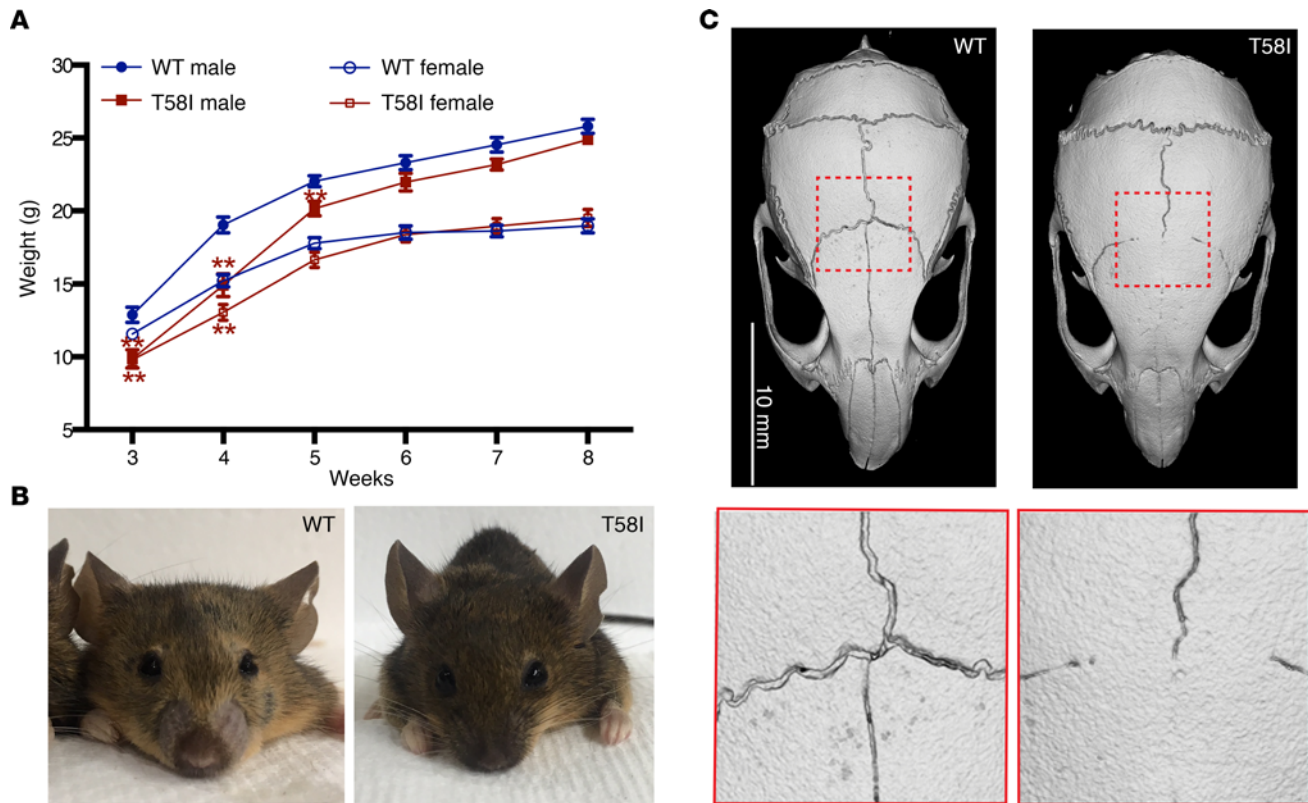 A
30
25
20
15
10
5
Weight (g)
WT male
WT female
T58I male
T58I female
**
**
**
**
**
3 4 5 6 7 8
Weeks
B
WT
T58I
C
WT
T58I
10 mm